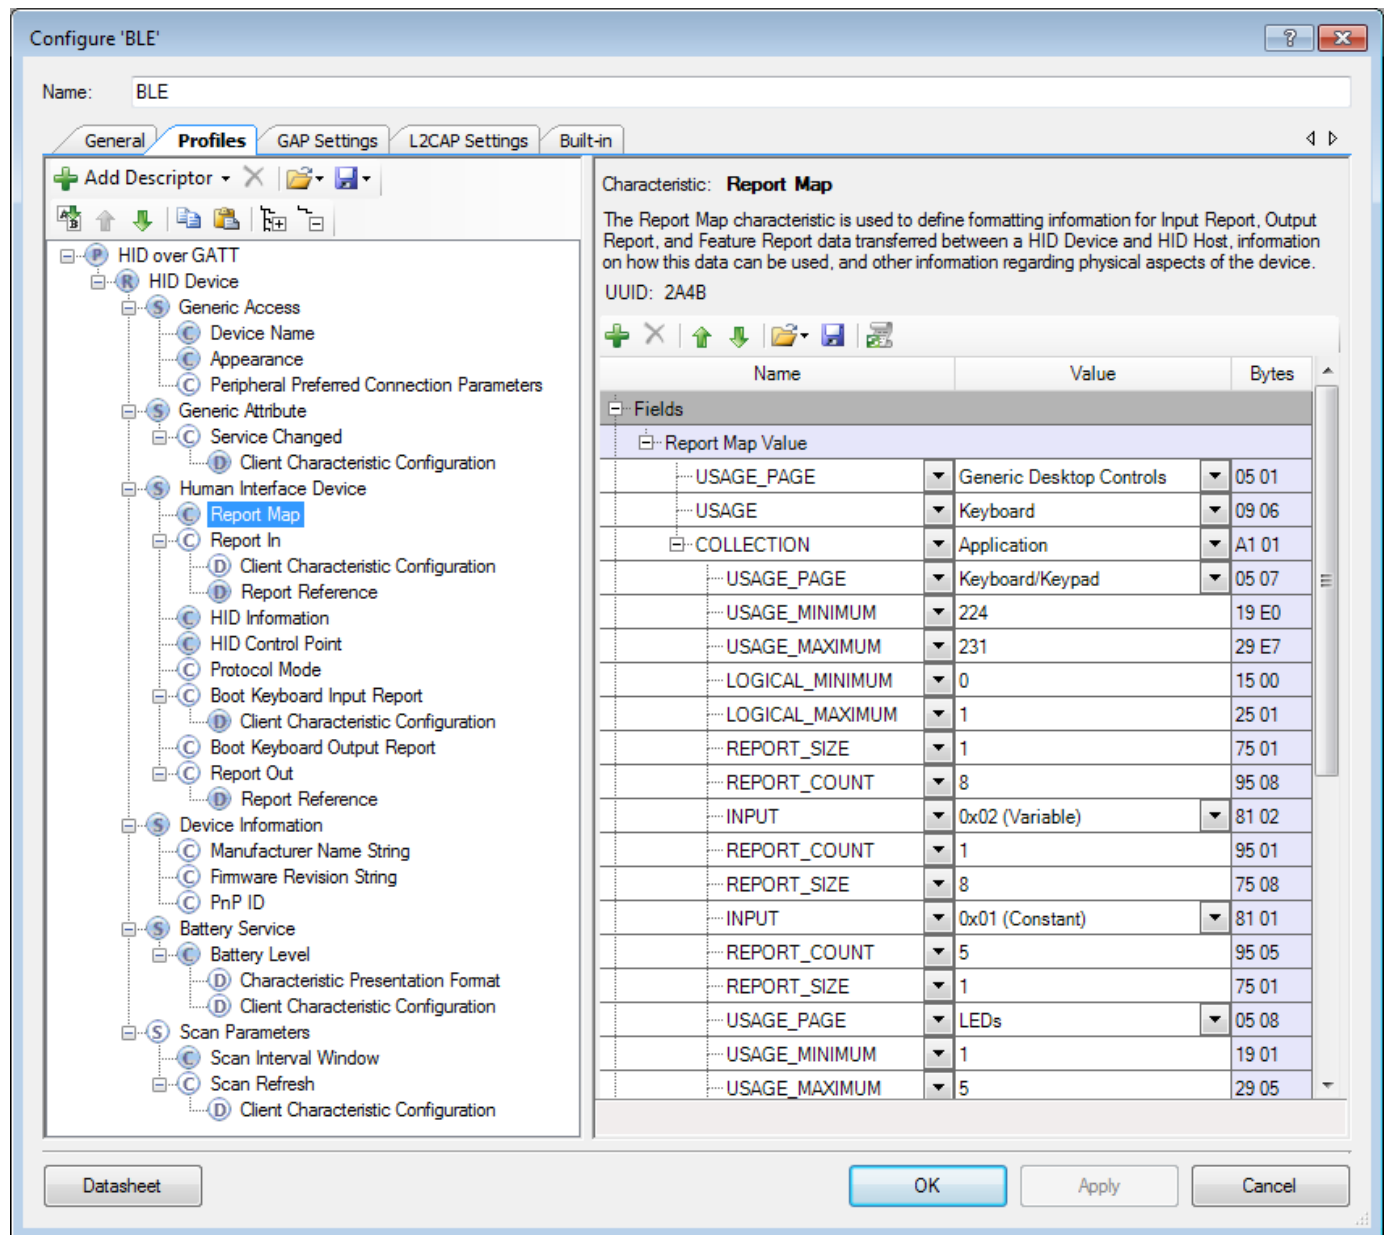 Configure 'BLE'
Name: BLE
General Profiles GAP Settings L2CAP Settings Built-in
Add Descriptor
P HID over GATT
R HID Device
S Generic Access
C Device Name
C Appearance
C Peripheral Preferred Connection Parameters
S Generic Attribute
C Service Changed
D Client Characteristic Configuration
S Human Interface Device
C Report Map
C Report In
D Client Characteristic Configuration
D Report Reference
C HID Information
C HID Control Point
C Protocol Mode
C Boot Keyboard Input Report
D Client Characteristic Configuration
C Boot Keyboard Output Report
C Report Out
D Report Reference
S Device Information
C Manufacturer Name String
C Firmware Revision String
C PnP ID
S Battery Service
C Battery Level
D Characteristic Presentation Format
D Client Characteristic Configuration
S Scan Parameters
C Scan Interval Window
C Scan Refresh
D Client Characteristic Configuration
Characteristic: Report Map
The Report Map characteristic is used to define formatting information for Input Report, Output
Report, and Feature Report data transferred between a HID Device and HID Host, information
on how this data can be used, and other information regarding physical aspects of the device.
UUID: 2A4B
Name Value Bytes
Fields
Report Map Value
USAGE_PAGE Generic Desktop Controls 05 01
USAGE Keyboard 09 06
COLLECTION Application A1 01
USAGE_PAGE Keyboard/Keypad 05 07
USAGE_MINIMUM 224 19 E0
USAGE_MAXIMUM 231 29 E7
LOGICAL_MINIMUM 0 15 00
LOGICAL_MAXIMUM 1 25 01
REPORT_SIZE 1 75 01
REPORT_COUNT 8 95 08
INPUT 0x02 (Variable) 81 02
REPORT_COUNT 1 95 01
REPORT_SIZE 8 75 08
INPUT 0x01 (Constant) 81 01
REPORT_COUNT 5 95 05
REPORT_SIZE 1 75 01
USAGE_PAGE LEDs 05 08
USAGE_MINIMUM 1 19 01
USAGE_MAXIMUM 5 29 05
Datasheet OK Apply Cancel